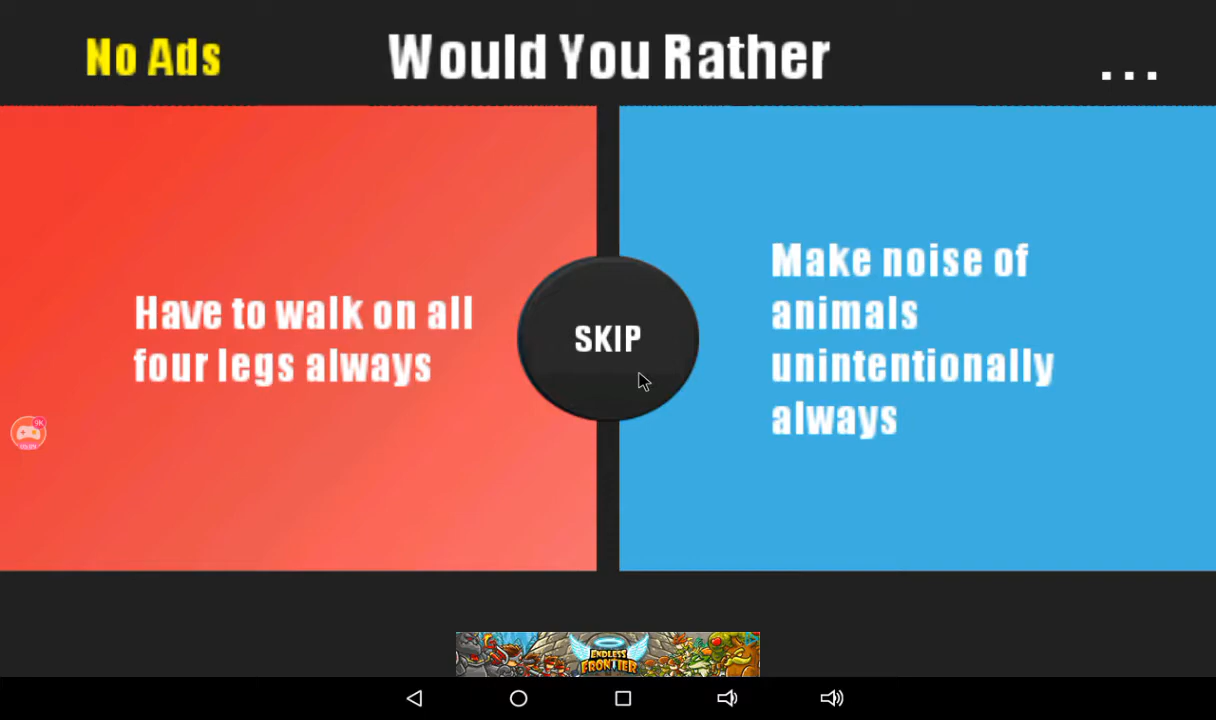 No Ads
Would You Rather
...
Have to walk on all
four legs always
SKIP
Make noise of
animals
unintentionally
always
9K
ENDLESS
FRONTIER